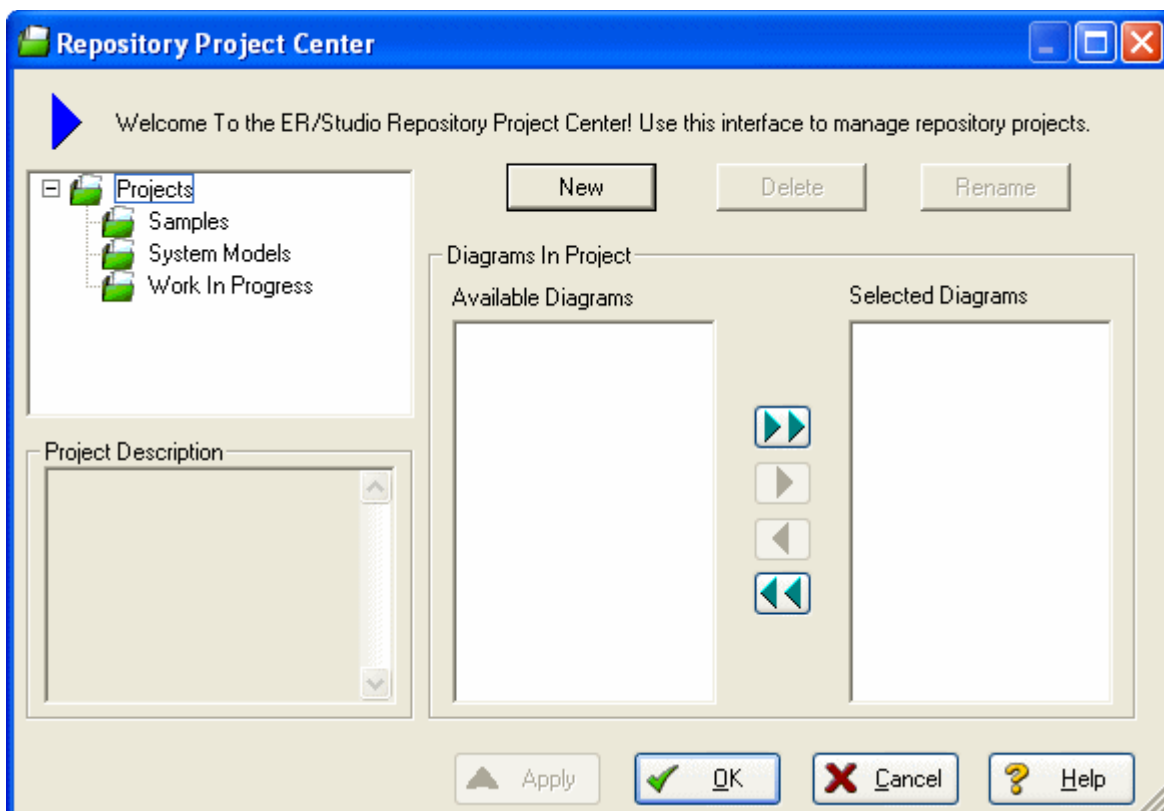 Repository Project Center
Welcome To the ER/Studio Repository Project Center! Use this interface to manage repository projects.
Projects
Samples
System Models
Work In Progress
New
Delete
Rename
Diagrams In Project
Available Diagrams
Selected Diagrams
Project Description
Apply
OK
Cancel
Help